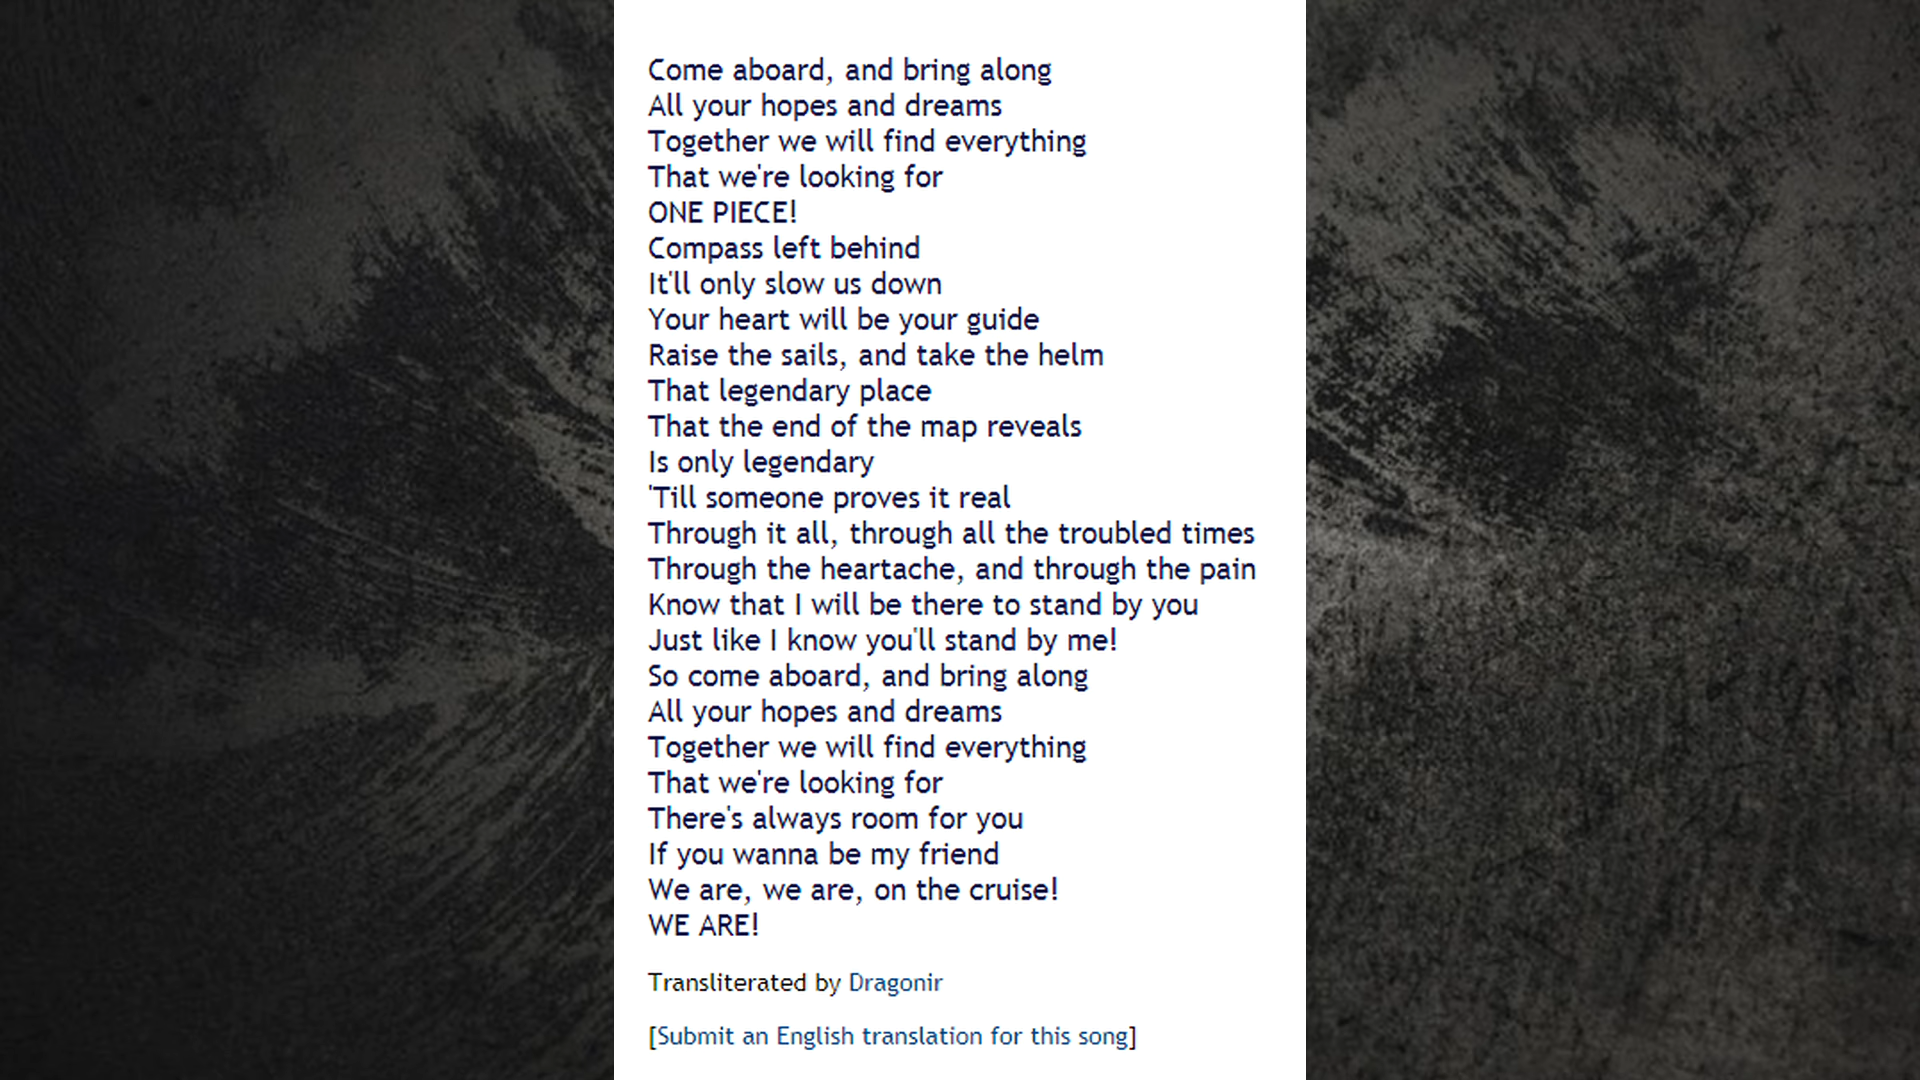 Come aboard, and bring along
All your hopes and dreams
Together we will find everything
That we're looking for
ONE PIECE!
Compass left behind
It'll only slow us down
Your heart will be your guide
Raise the sails, and take the helm
That legendary place
That the end of the map reveals
Is only legendary
'Till someone proves it real
Through it all, through all the troubled times
Through the heartache, and through the pain
Know that I will be there to stand by you
Just like I know you'll stand by me!
So come aboard, and bring along
All your hopes and dreams
Together we will find everything
That we're looking for
There's always room for you
If you wanna be my friend
We are, we are, on the cruise!
WE ARE!
Transliterated by Dragonir
[Submit an English translation for this song]